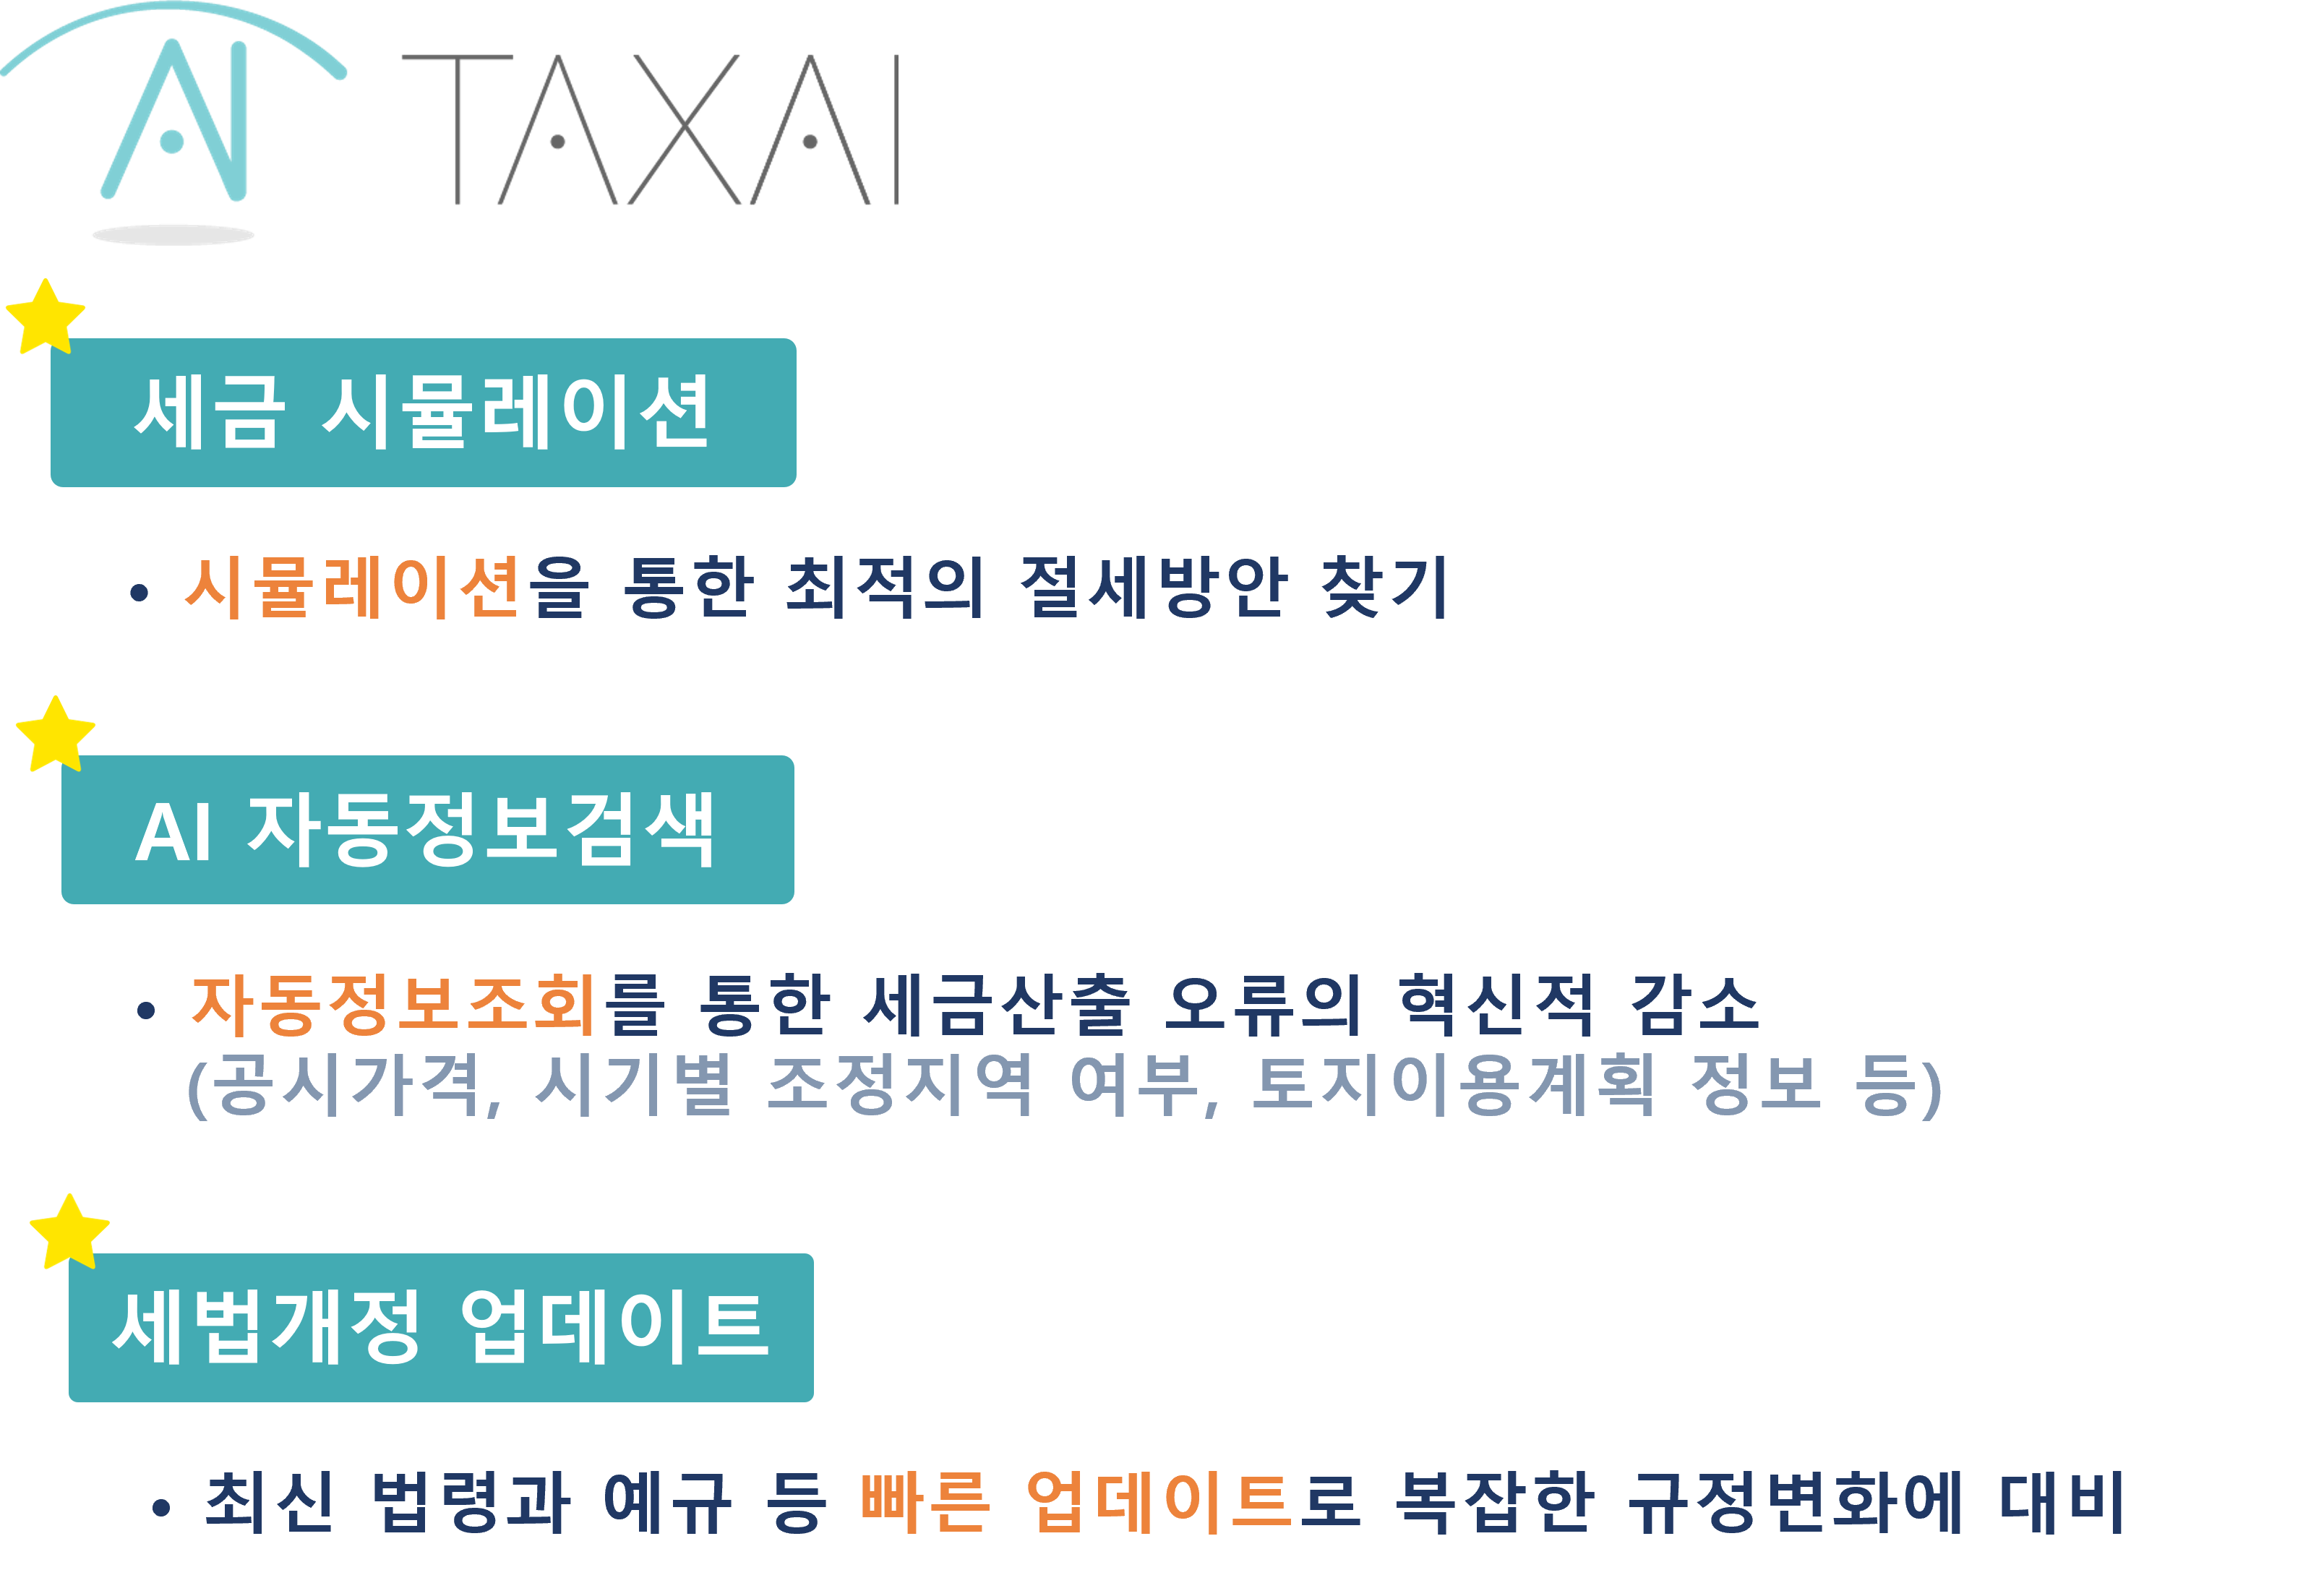 AI TAXAI
세금 시뮬레이션
• 시뮬레이션을 통한 최적의 절세방안 찾기
AI 자동정보검색
• 자동정보조회를 통한 세금산출 오류의 혁신적 감소
(공시가격, 시기별 조정지역 여부, 토지이용계획 정보 등)
세법개정 업데이트
• 최신 법령과 예규 등 빠른 업데이트로 복잡한 규정변화에 대비